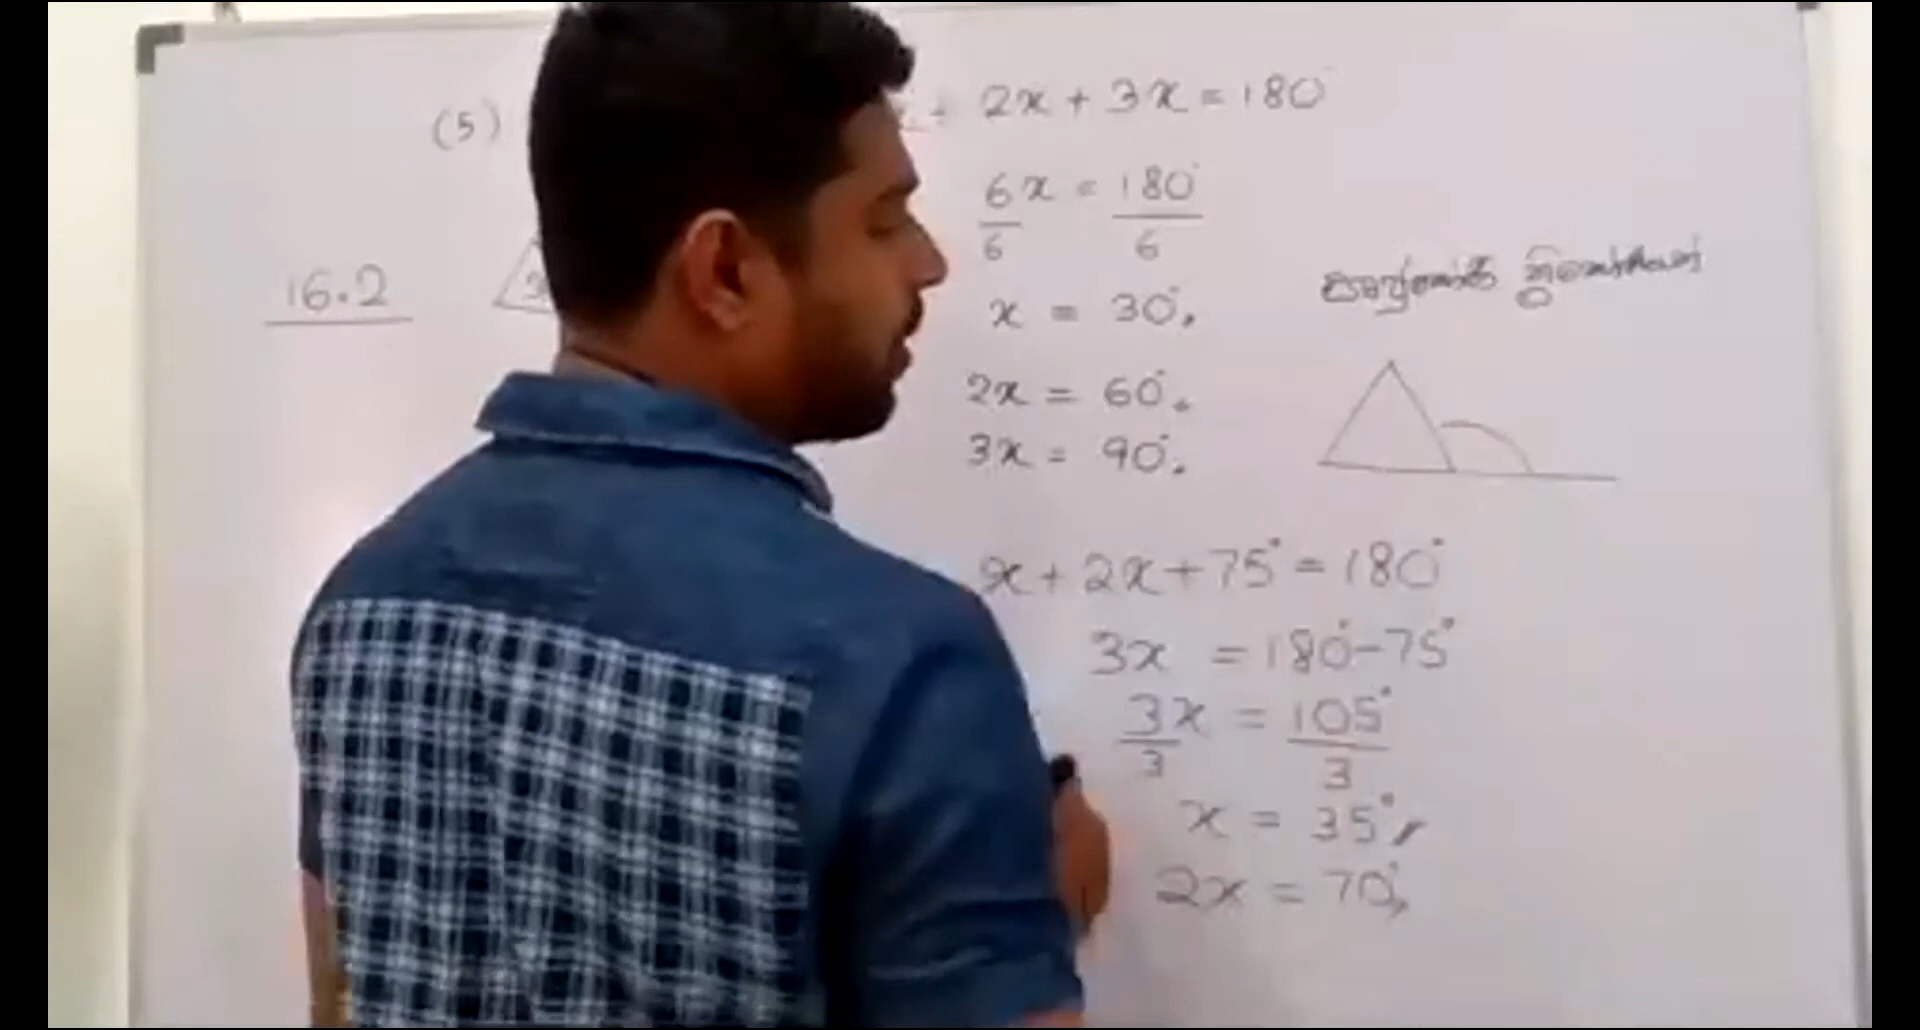 (5)
+ 2x + 3x = 180°
6x = 180°
6 6
16.2
x = 30°
2x = 60°
3x = 90°
x + 2x + 75° = 180°
3x = 180° - 75°
3x = 105°
3 3
x = 35°
2x = 70°